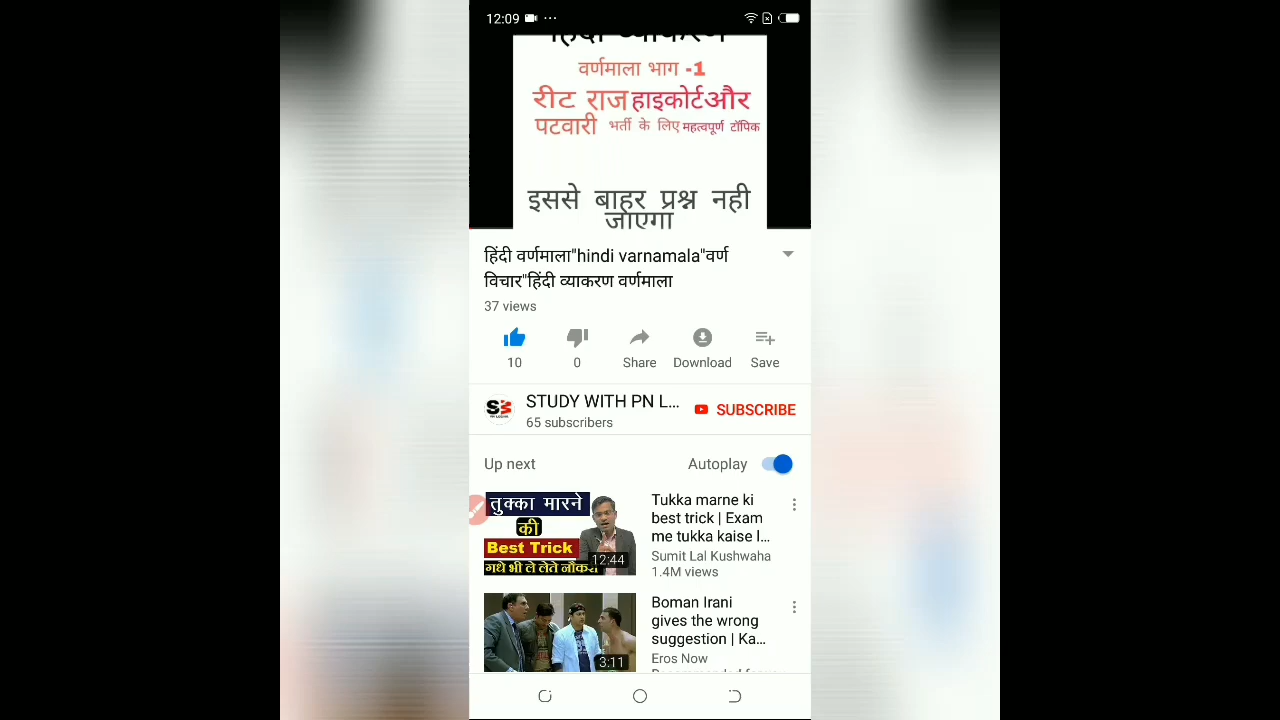 12:09
हिंदी व्याकरण
वर्णमाला भाग -1
रीट राज हाइकोर्ट और
पटवारी भर्ती के लिए महत्वपूर्ण टॉपिक
इससे बाहर प्रश्न नही
जाएगा
हिंदी वर्णमाला"hindi varnamala"वर्ण
विचार"हिंदी व्याकरण वर्णमाला
37 views
10 0 Share Download Save
STUDY WITH PN L... SUBSCRIBE
65 subscribers
Up next Autoplay
तुक्का मारने
की
Best Trick
गधे भी ले लेते नौकरी
12:44
Tukka marne ki
best trick | Exam
me tukka kaise l...
Sumit Lal Kushwaha
1.4M views
3:11
Boman Irani
gives the wrong
suggestion | Ka...
Eros Now